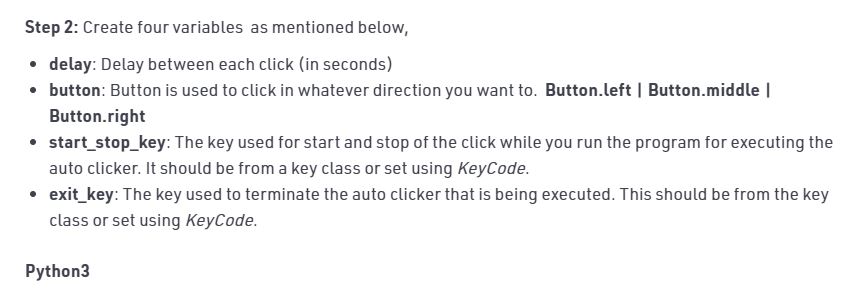 Step 2: Create four variables  as mentioned below,
• delay: Delay between each click (in seconds)
• button: Button is used to click in whatever direction you want to.  Button.left | Button.middle |
Button.right
• start_stop_key: The key used for start and stop of the click while you run the program for executing the
auto clicker. It should be from a key class or set using KeyCode.
• exit_key: The key used to terminate the auto clicker that is being executed. This should be from the key
class or set using KeyCode.
Python3